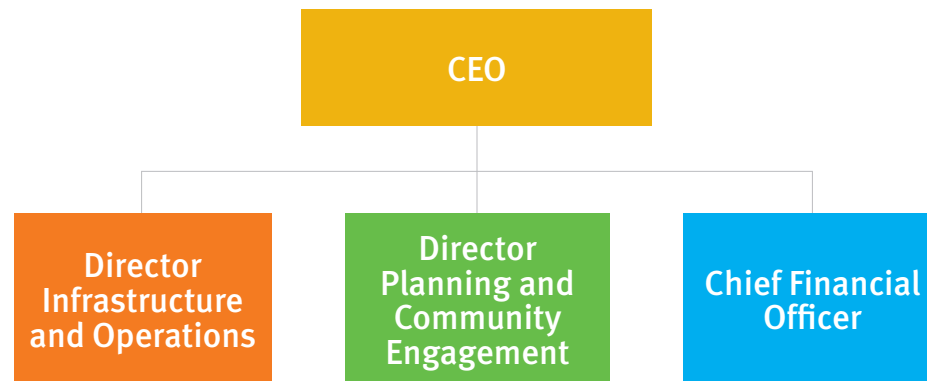 CEO
Director
Infrastructure
and Operations
Director
Planning and
Community
Engagement
Chief Financial
Officer